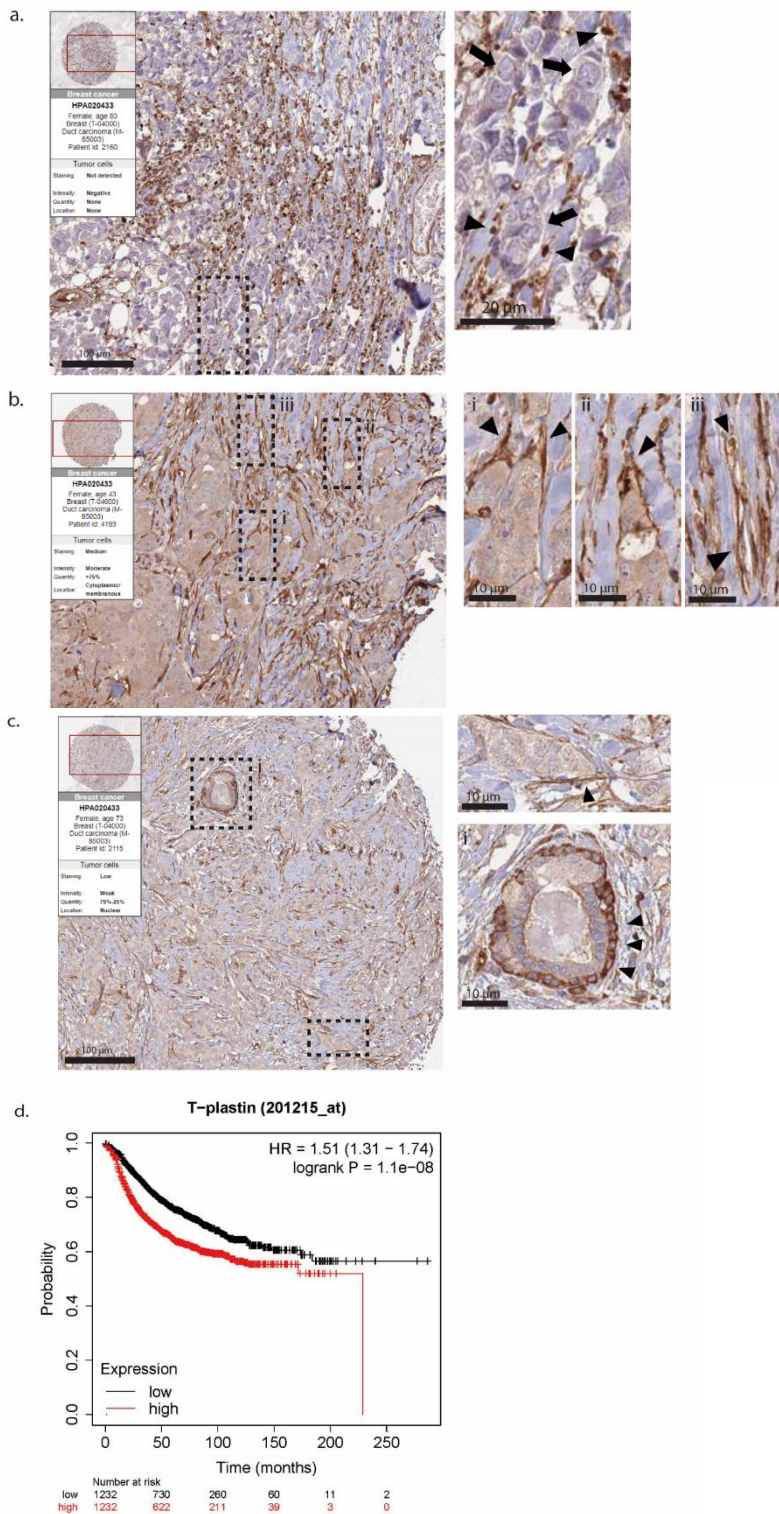 a.
Breast cancer
HPA020433
Female, age 83
Breast (T-04000)
Duct carcinoma (M-
85003)
Patient id: 2160
Tumor cells
Staining Not detected
Intensity: Negative
Quantity: None
Location: None
100 µm
20 µm
b.
Breast cancer
HPA020433
Female, age 43
Breast (T-04000)
Duct carcinoma (M-
85003)
Patient id: 4193
Tumor cells
Staining Medium
Intensity: Moderate
Quantity: >75%
Location Cytoplasmic/
membranous
iii
ii
i
i
ii
iii
10 µm
10 µm
10 µm
c.
Breast cancer
HPA020433
Female, age 73
Breast (T-04000)
Duct carcinoma (M-
85003)
Patient id: 2115
Tumor cells
Staining: Low
Intensity: Weak
Quantity: 75%-25%
Location: Nuclear
i
100 µm
10 µm
i
10 µm
d.
T-plastin (201215_at)
HR = 1.51 (1.31 − 1.74)
logrank P = 1.1e−08
Probability
1.0
0.8
0.6
0.4
0.2
0.0
Expression
low
high
0 50 100 150 200 250
Time (months)
Number at risk
low 1232 730 260 60 11 2
high 1232 622 211 39 3 0